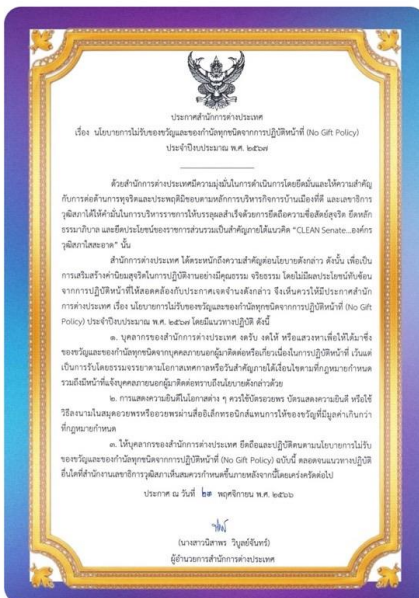 ประกาศสำนักการต่างประเทศ
เรื่อง นโยบายการไม่รับของขวัญและของกำนัลทุกชนิดจากการปฏิบัติหน้าที่ (No Gift Policy)
ประจำปีงบประมาณ พ.ศ. ๒๕๖๗
ด้วยสำนักการต่างประเทศมีความมุ่งมั่นในการดำเนินการโดยยึดมั่นและให้ความสำคัญ
กับการต่อต้านการทุจริตและประพฤติมิชอบตามหลักการบริหารกิจการบ้านเมืองที่ดี และเลขาธิการ
วุฒิสภาได้ให้คำมั่นในการบริหารราชการให้บรรลุผลสำเร็จด้วยการยึดถือความซื่อสัตย์สุจริต ยึดหลัก
ธรรมาภิบาล และยึดประโยชน์ของราชการส่วนรวมเป็นสำคัญภายใต้แนวคิด “CLEAN Senate...องค์กร
วุฒิสภาใสสะอาด” นั้น
สำนักการต่างประเทศ ได้ตระหนักถึงความสำคัญต่อนโยบายดังกล่าว ดังนั้น เพื่อเป็น
การเสริมสร้างค่านิยมสุจริตในการปฏิบัติงานอย่างมีคุณธรรม จริยธรรม โดยไม่มีผลประโยชน์ทับซ้อน
จากการปฏิบัติหน้าที่ให้สอดคล้องกับประกาศเจตจำนงดังกล่าว จึงเห็นควรให้มีประกาศสำนัก
การต่างประเทศ เรื่อง นโยบายการไม่รับของขวัญและของกำนัลทุกชนิดจากการปฏิบัติหน้าที่ (No Gift
Policy) ประจำปีงบประมาณ พ.ศ. ๒๕๖๗ โดยมีแนวทางปฏิบัติ ดังนี้
๑. บุคลากรของสำนักการต่างประเทศ งดรับ งดให้ หรือแสวงหาเพื่อให้ได้มาซึ่ง
ของขวัญและของกำนัลทุกชนิดจากบุคคลภายนอกผู้มาติดต่อหรือเกี่ยวเนื่องในการปฏิบัติหน้าที่ เว้นแต่
เป็นการรับโดยธรรมจรรยาตามโอกาสเทศกาลหรือวันสำคัญภายใต้เงื่อนไขตามที่กฎหมายกำหนด
รวมถึงมีหน้าที่แจ้งบุคคลภายนอกผู้มาติดต่อทราบถึงนโยบายดังกล่าวด้วย
๒. การแสดงความยินดีในโอกาสต่าง ๆ ควรใช้บัตรอวยพร บัตรแสดงความยินดี หรือใช้
วิธีลงนามในสมุดอวยพรหรืออวยพรผ่านสื่ออิเล็กทรอนิกส์แทนการให้ของขวัญที่มีมูลค่าเกินกว่า
ที่กฎหมายกำหนด
๓. ให้บุคลากรของสำนักการต่างประเทศ ยึดถือและปฏิบัติตนตามนโยบายการไม่รับ
ของขวัญและของกำนัลทุกชนิดจากการปฏิบัติหน้าที่ (No Gift Policy) ฉบับนี้ ตลอดจนแนวทางปฏิบัติ
อื่นใดที่สำนักงานเลขาธิการวุฒิสภาเห็นสมควรกำหนดขึ้นภายหลังจากนี้โดยเคร่งครัดต่อไป
ประกาศ ณ วันที่ พฤศจิกายน พ.ศ. ๒๕๖๖
(นางสาวนิสาพร วิบูลย์จันทร์)
ผู้อำนวยการสำนักการต่างประเทศ